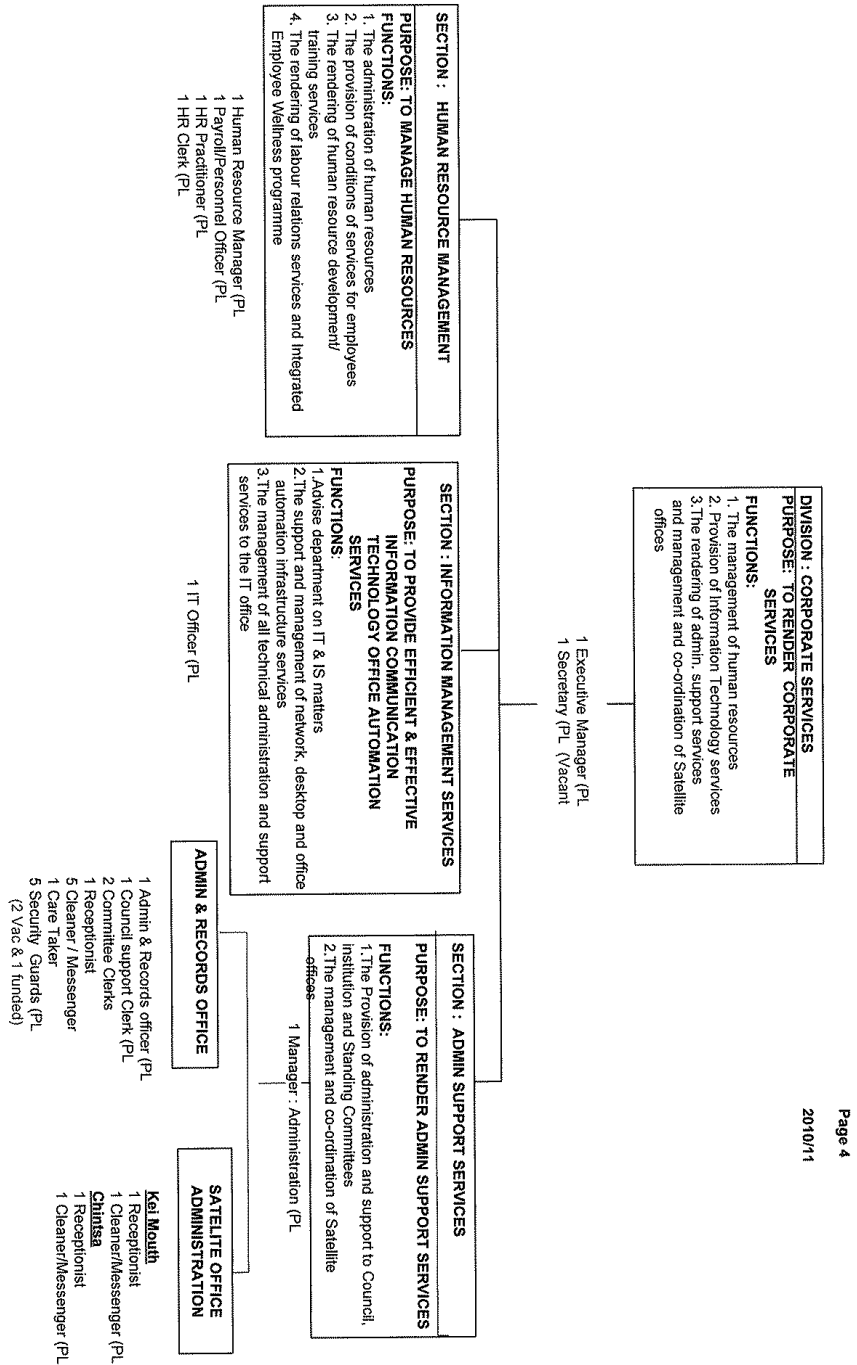 Page 4
2010/11
DIVISION : CORPORATE SERVICES
PURPOSE: TO RENDER CORPORATE
SERVICES
FUNCTIONS:
1. The management of human resources
2. Provision of Information Technology services
3.The rendering of admin. support services
and management and co-ordination of Satellite
offices
1 Executive Manager (PL
1 Secretary (PL (Vacant
SECTION : HUMAN RESOURCE MANAGEMENT
PURPOSE: TO MANAGE HUMAN RESOURCES
FUNCTIONS:
1. The administration of human resources
2. The provision of conditions of services for employees
3. The rendering of human resource development/
training services
4. The rendering of labour relations services and Integrated
Employee Wellness programme
1 Human Resource Manager (PL
1 Payroll/Personnel Officer (PL
1 HR Practitioner (PL
1 HR Clerk (PL
SECTION : INFORMATION MANAGEMENT SERVICES
PURPOSE: TO PROVIDE EFFICIENT & EFFECTIVE
INFORMATION COMMUNICATION
TECHNOLOGY OFFICE AUTOMATION
SERVICES
FUNCTIONS:
1.Advise department on IT & IS matters
2.The support and management of network, desktop and office
automation infrastructure services
3.The management of all technical administration and support
services to the IT office
1 IT Officer (PL
SECTION : ADMIN SUPPORT SERVICES
PURPOSE: TO RENDER ADMIN SUPPORT SERVICES
FUNCTIONS:
1.The Provision of administration and support to Council,
institution and Standing Committees
2.The management and co-ordination of Satellite
offices
1 Manager : Administration (PL
ADMIN & RECORDS OFFICE
1 Admin & Records officer (PL
1 Council support Clerk (PL
2 Committee Clerks
1 Receptionist
5 Cleaner / Messenger
1 Care Taker
5 Security Guards (PL
(2 Vac & 1 funded)
SATELITE OFFICE
ADMINISTRATION
Kei Mouth
1 Receptionist
1 Cleaner/Messenger (PL
Chintsa
1 Receptionist
1 Cleaner/Messenger (PL